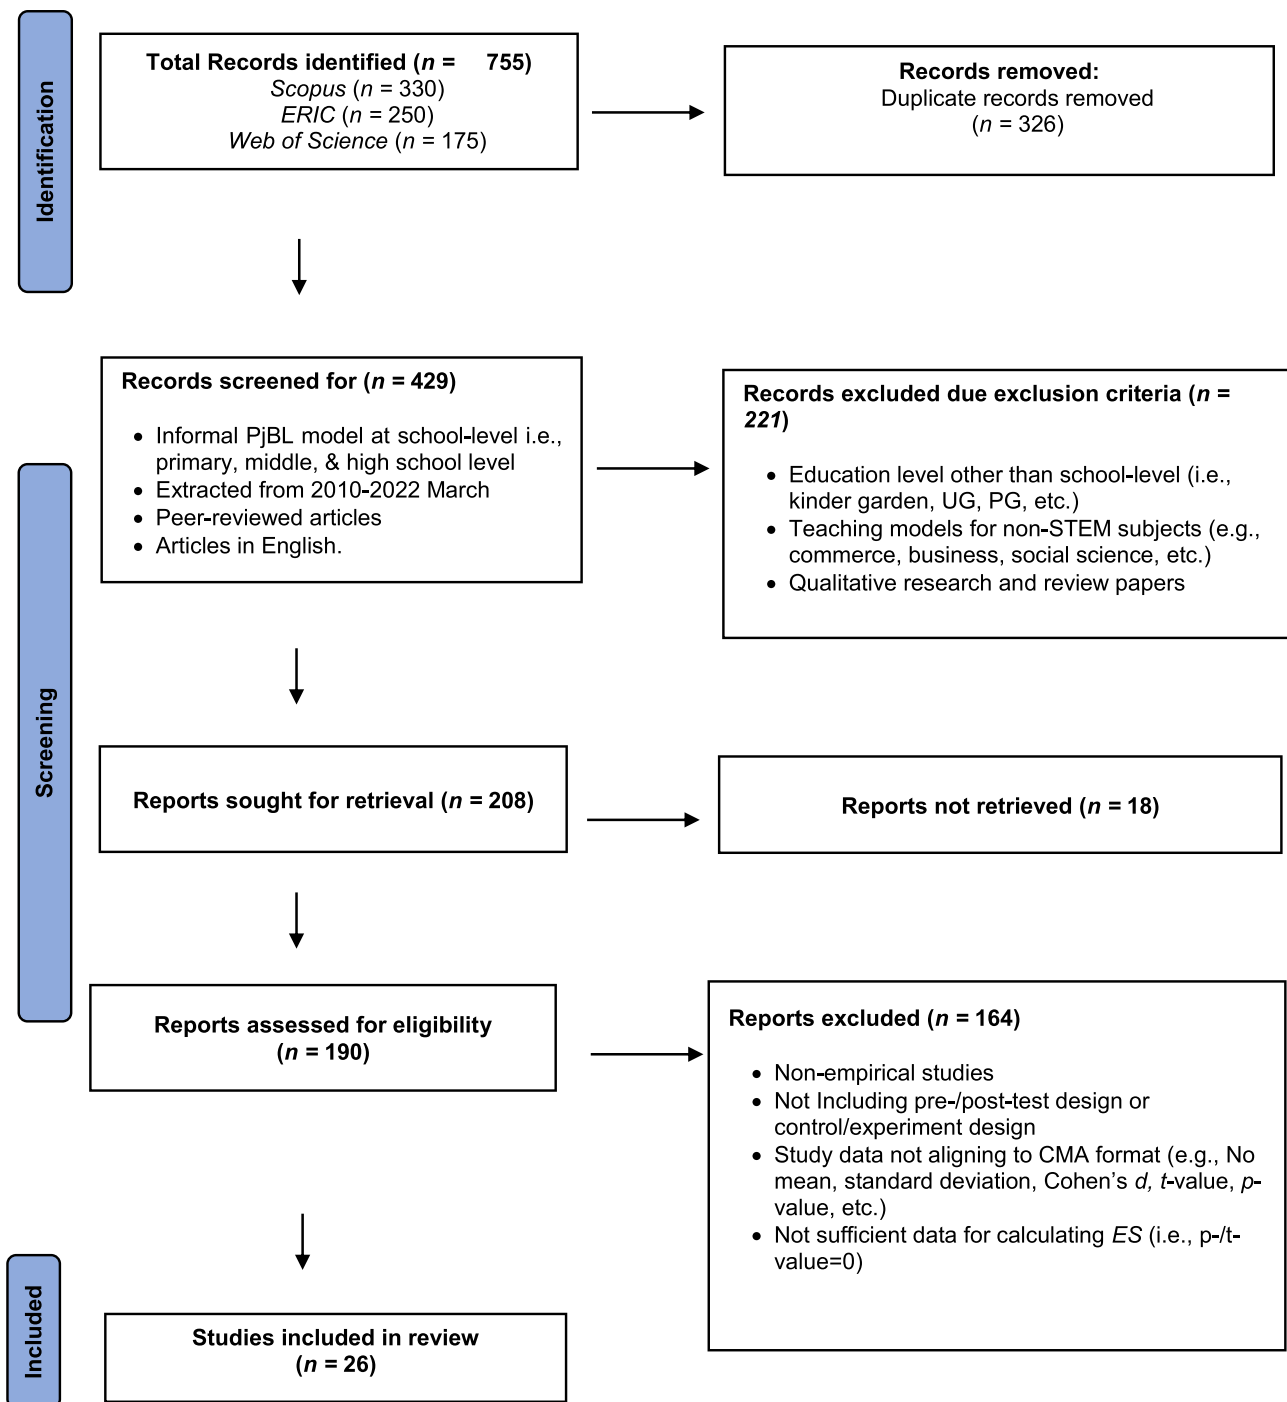 Identification
Total Records identified (n = 755)
Scopus (n = 330)
ERIC (n = 250)
Web of Science (n = 175)
Records removed:
Duplicate records removed
(n = 326)
Screening
Records screened for (n = 429)
• Informal PjBL model at school-level i.e.,
primary, middle, & high school level
• Extracted from 2010-2022 March
• Peer-reviewed articles
• Articles in English.
Records excluded due exclusion criteria (n =
221)
• Education level other than school-level (i.e.,
kinder garden, UG, PG, etc.)
• Teaching models for non-STEM subjects (e.g.,
commerce, business, social science, etc.)
• Qualitative research and review papers
Reports sought for retrieval (n = 208)
Reports not retrieved (n = 18)
Reports assessed for eligibility
(n = 190)
Reports excluded (n = 164)
• Non-empirical studies
• Not Including pre-/post-test design or
control/experiment design
• Study data not aligning to CMA format (e.g., No
mean, standard deviation, Cohen’s d, t-value, p-
value, etc.)
• Not sufficient data for calculating ES (i.e., p-/t-
value=0)
Included
Studies included in review
(n = 26)